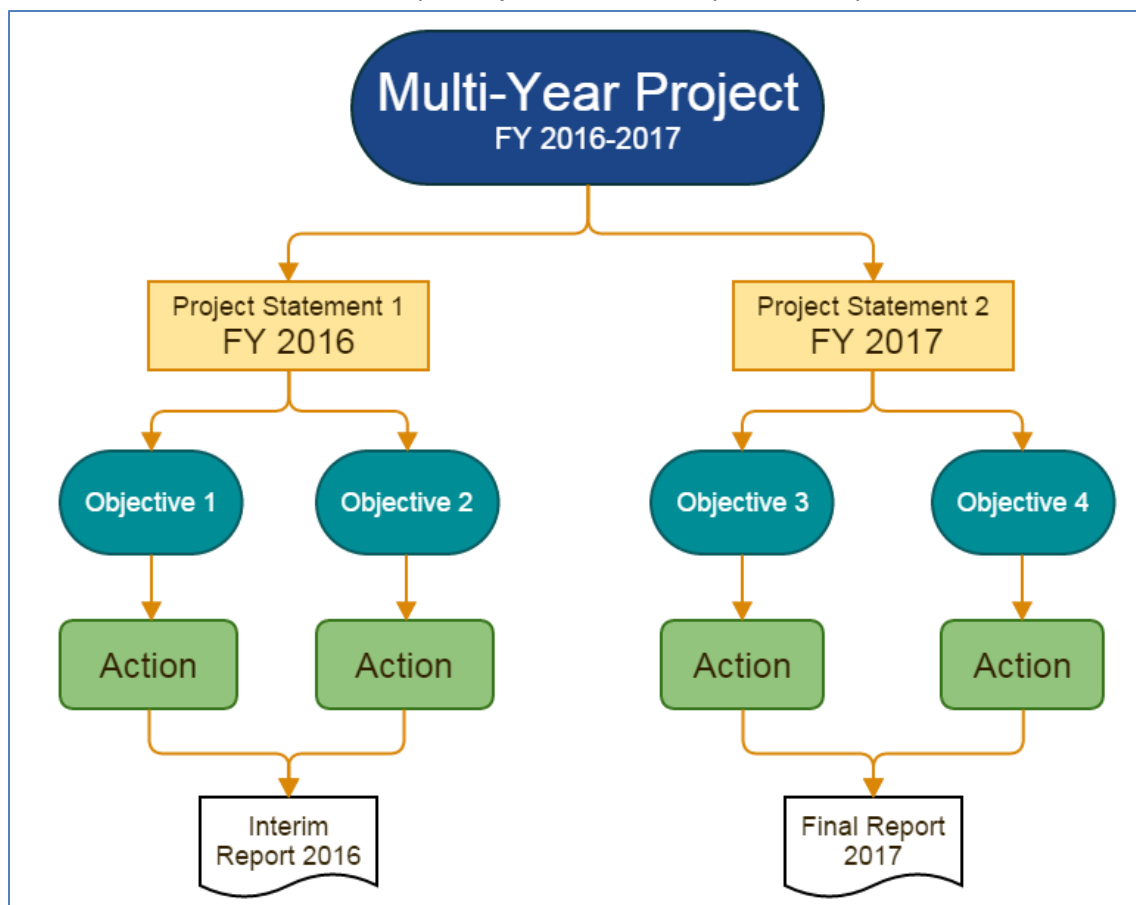 Multi-Year Project
FY 2016-2017
Project Statement 1
FY 2016
Project Statement 2
FY 2017
Objective 1
Objective 2
Objective 3
Objective 4
Action
Action
Action
Action
Interim
Report 2016
Final Report
2017